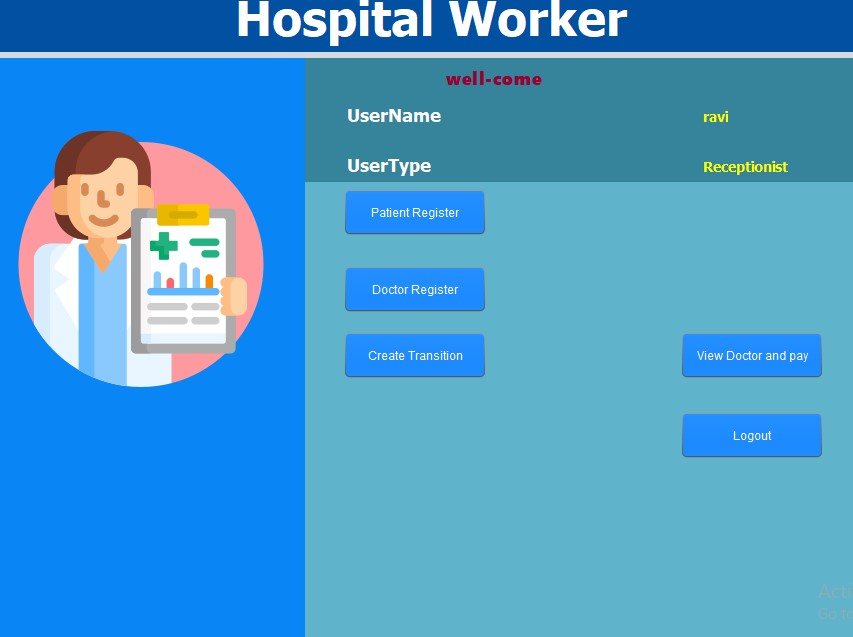 Hospital Worker
well-come
UserName ravi
UserType Receptionist
Patient Register
Doctor Register
Create Transition
View Doctor and pay
Logout